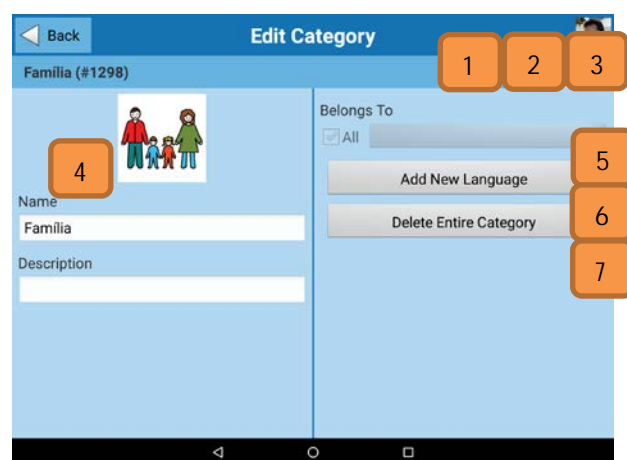 Back
Edit Category
Família (#1298)
1 2 3
Belongs To
All
4
5
Add New Language
Name
Família
6
Delete Entire Category
Description
7